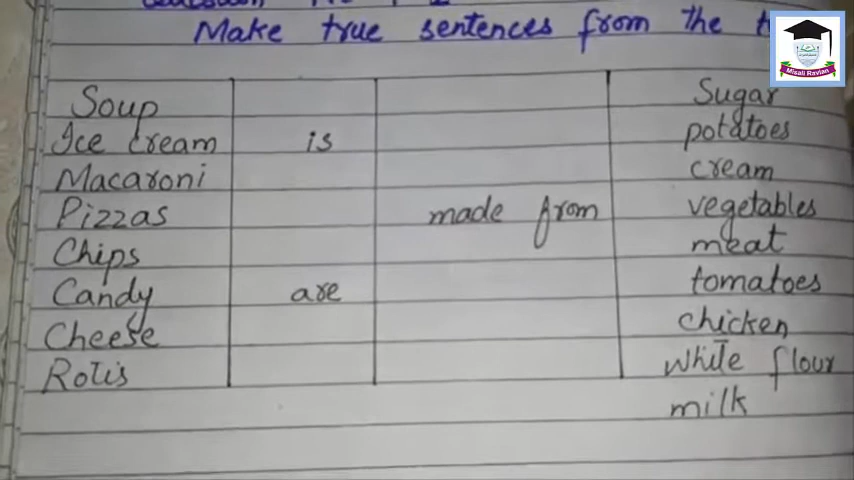 Make true sentences from the
Soup Sugar
Ice cream is potatoes
Macaroni cream
Pizzas made from vegetables
Chips meat
Candy are tomatoes
Cheese chicken
Rotis white flour
milk
Misali Ravian